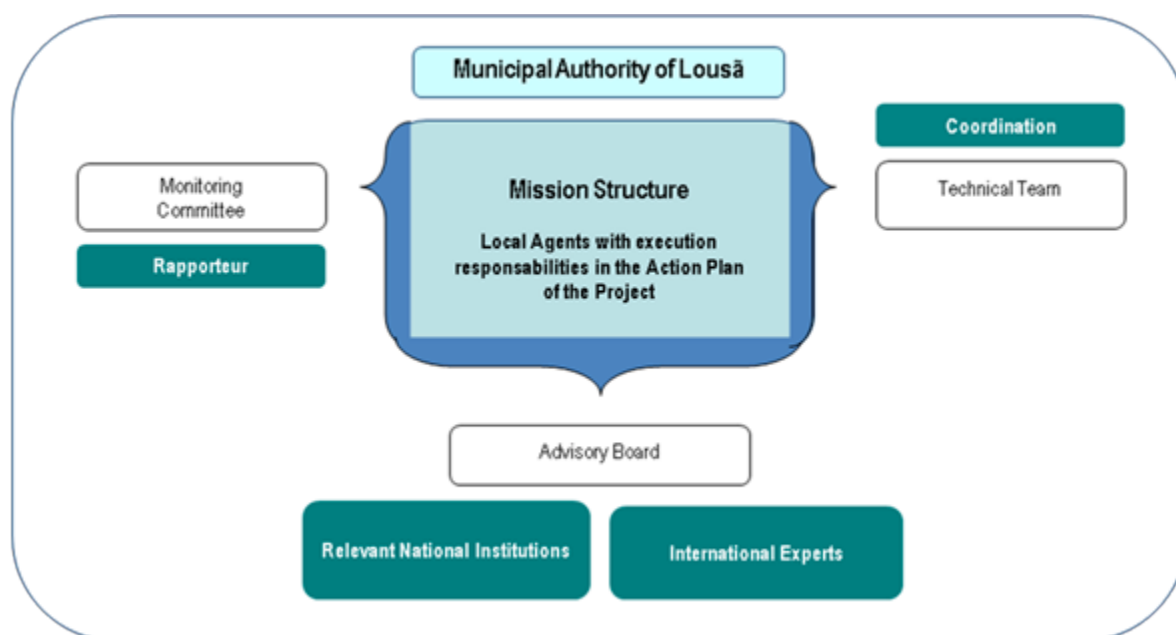 Municipal Authority of Lousã
Coordination
Monitoring
Committee
Technical Team
Mission Structure
Rapporteur
Local Agents with execution
responsabilities in the Action Plan
of the Project
Advisory Board
Relevant National Institutions
International Experts